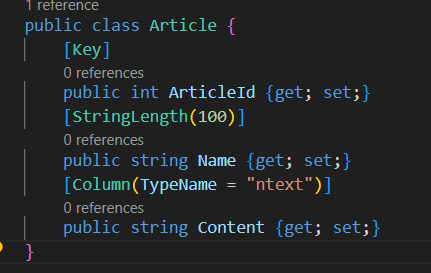 1 reference
public class Article {
[Key]
0 references
public int ArticleId {get; set;}
[StringLength(100)]
0 references
public string Name {get; set;}
[Column(TypeName = "ntext")]
0 references
public string Content {get; set;}
}